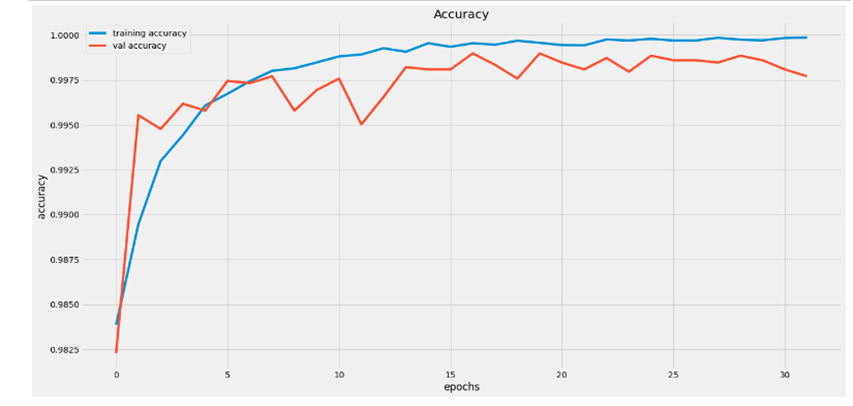 Accuracy
training accuracy
val accuracy
1.0000
0.9975
0.9950
0.9925
0.9900
0.9875
0.9850
0.9825
accuracy
0 5 10 15 20 25 30
epochs